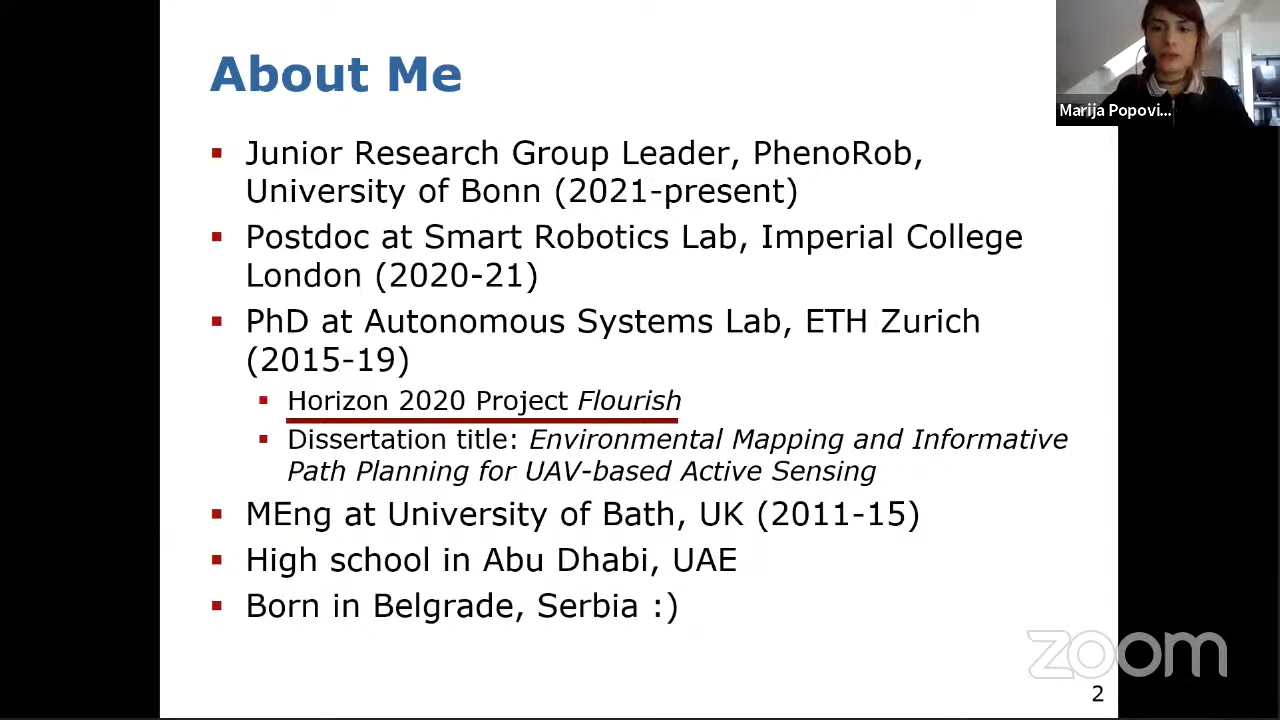 About Me
Marija Popovi...
▪ Junior Research Group Leader, PhenoRob,
University of Bonn (2021-present)
▪ Postdoc at Smart Robotics Lab, Imperial College
London (2020-21)
▪ PhD at Autonomous Systems Lab, ETH Zurich
(2015-19)
▪ Horizon 2020 Project Flourish
▪ Dissertation title: Environmental Mapping and Informative
Path Planning for UAV-based Active Sensing
▪ MEng at University of Bath, UK (2011-15)
▪ High school in Abu Dhabi, UAE
▪ Born in Belgrade, Serbia :)
zoom
2